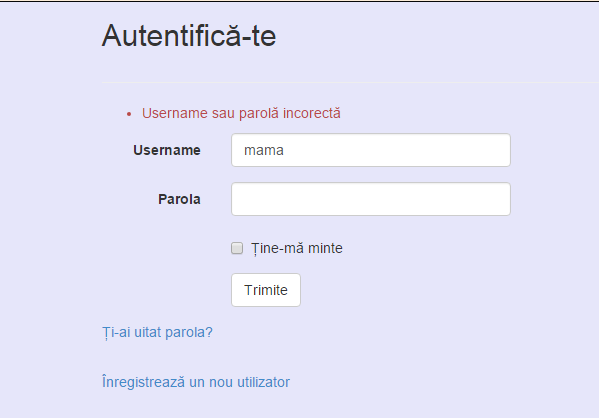 Autentifică-te
Username sau parolă incorectă
Username mama
Parola
Ține-mă minte
Trimite
Ți-ai uitat parola?
Înregistrează un nou utilizator